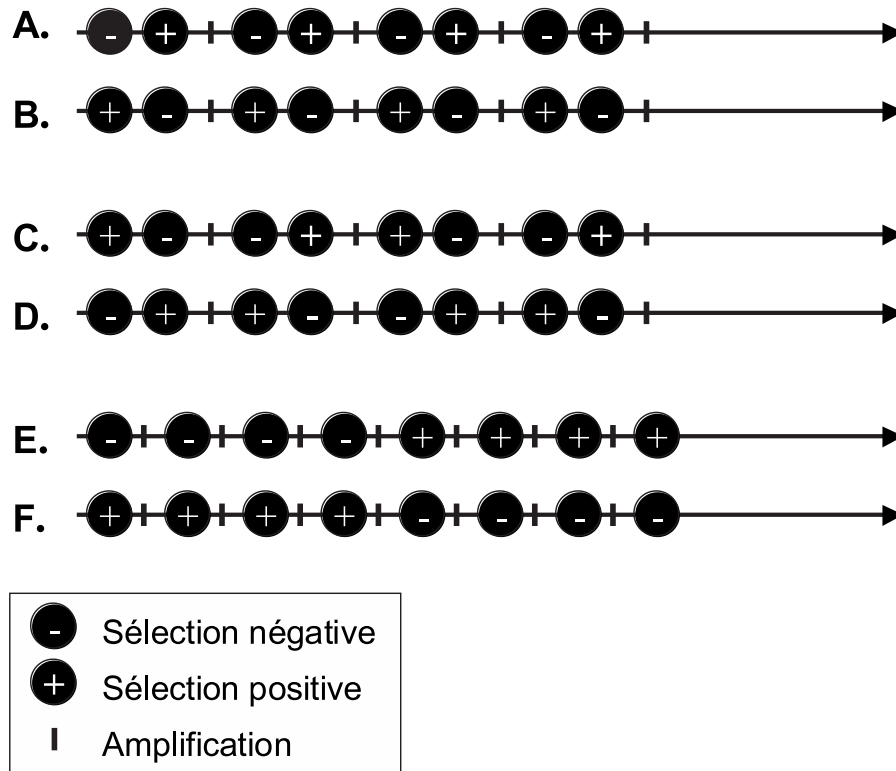 A. - + - + - + - +
B. + - + - + - + -
C. + - - + + - - +
D. - + + - - + + -
E. - - - - + + + +
F. + + + + - - - -
- Sélection négative
+ Sélection positive
Amplification